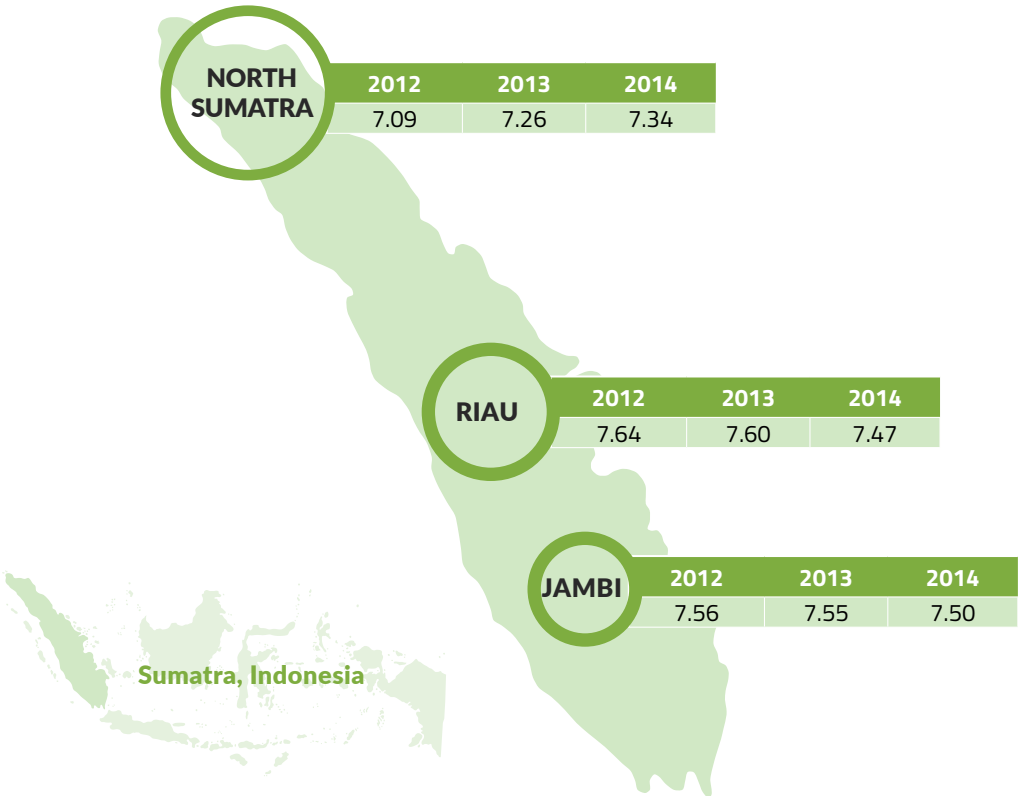 NORTH
SUMATRA
2012 2013 2014
7.09 7.26 7.34
RIAU
2012 2013 2014
7.64 7.60 7.47
JAMBI
2012 2013 2014
7.56 7.55 7.50
Sumatra, Indonesia